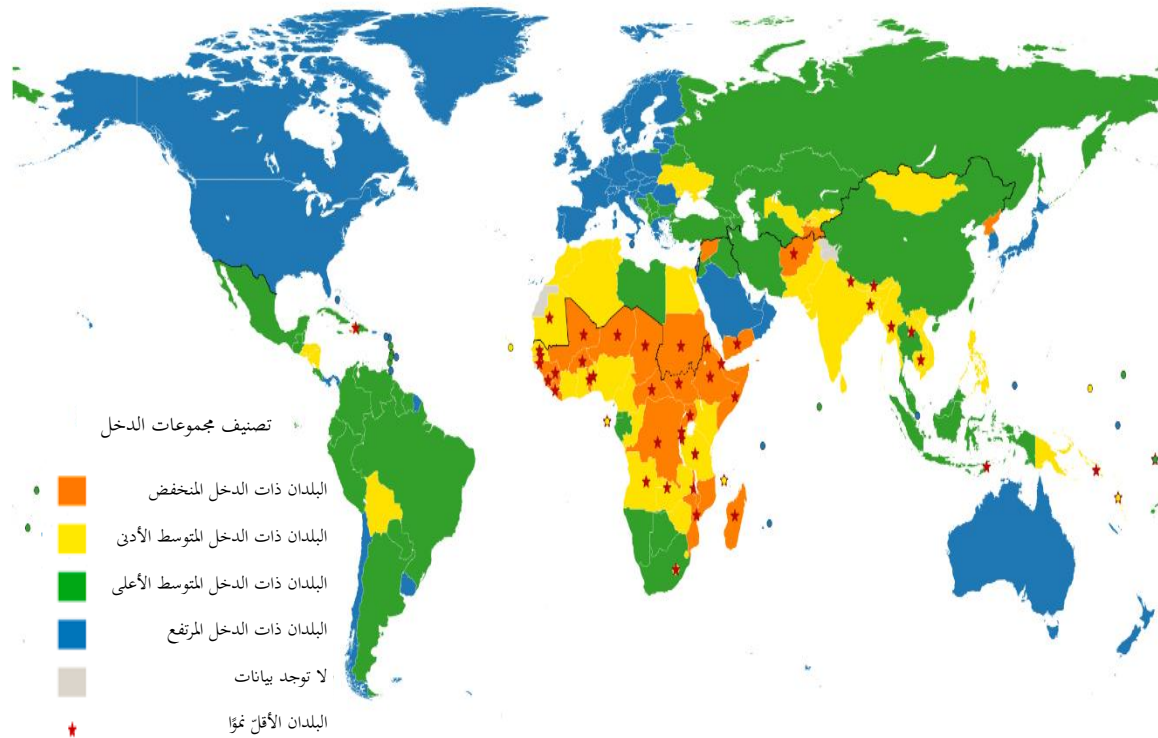 تصنيف مجموعات الدخل
البلدان ذات الدخل المنخفض
البلدان ذات الدخل المتوسط الأدنى
البلدان ذات الدخل المتوسط الأعلى
البلدان ذات الدخل المرتفع
لا توجد بيانات
البلدان الأقلّ نموًا